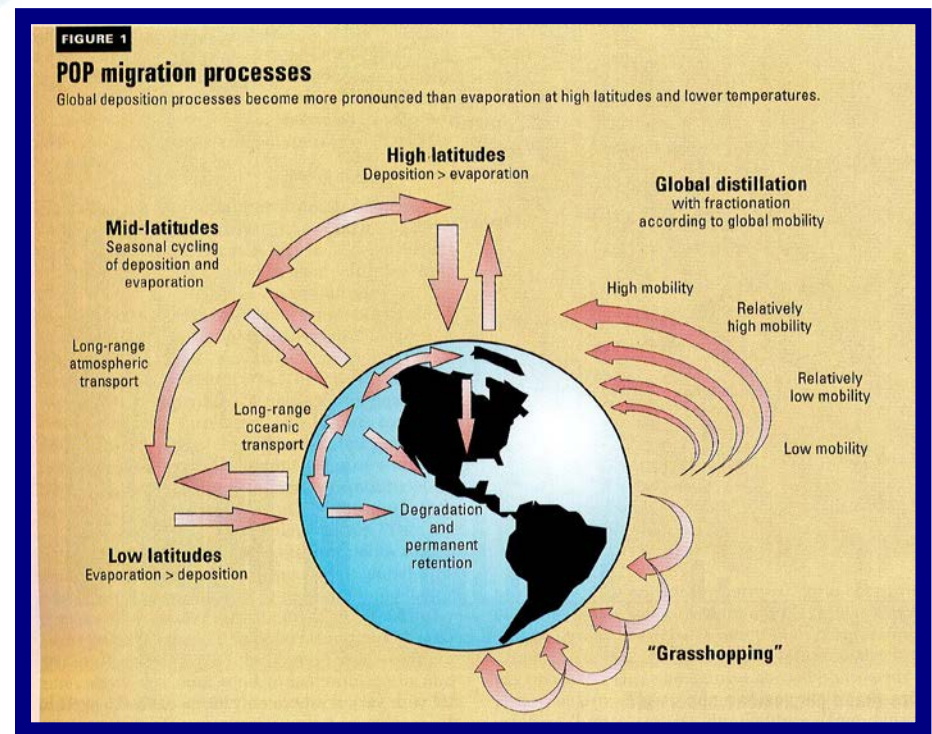 FIGURE 1
POP migration processes
Global deposition processes become more pronounced than evaporation at high latitudes and lower temperatures.
High latitudes
Deposition > evaporation
Global distillation
with fractionation
according to global mobility
Mid-latitudes
Seasonal cycling
of deposition and
evaporation
High mobility
Relatively
high mobility
Long-range
atmospheric
transport
Relatively
low mobility
Long-range
oceanic
transport
Low mobility
Degradation
and
permanent
retention
Low latitudes
Evaporation > deposition
"Grasshopping"